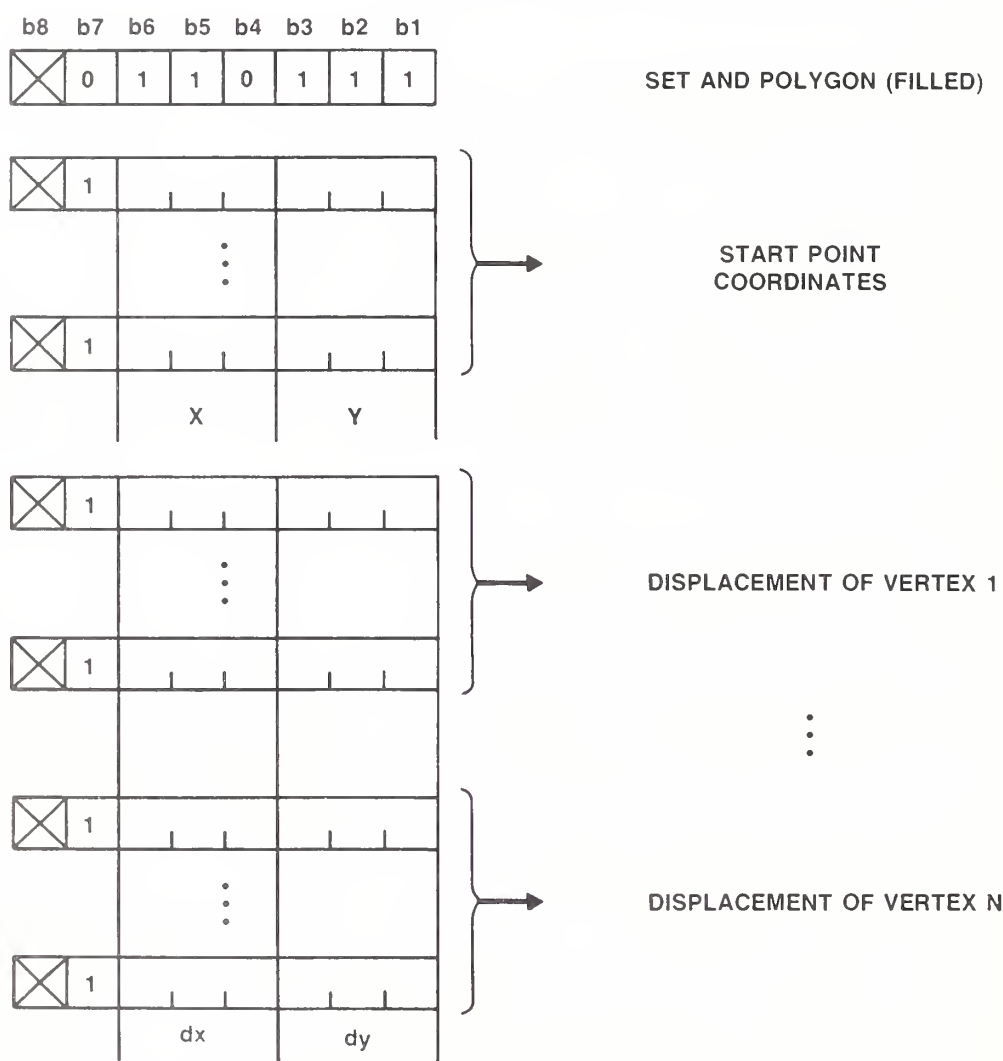 b8 b7 b6 b5 b4 b3 b2 b1
0 1 1 0 1 1 1 SET AND POLYGON (FILLED)
1
START POINT
COORDINATES
1
X Y
1
DISPLACEMENT OF VERTEX 1
1
1
DISPLACEMENT OF VERTEX N
1
dx dy